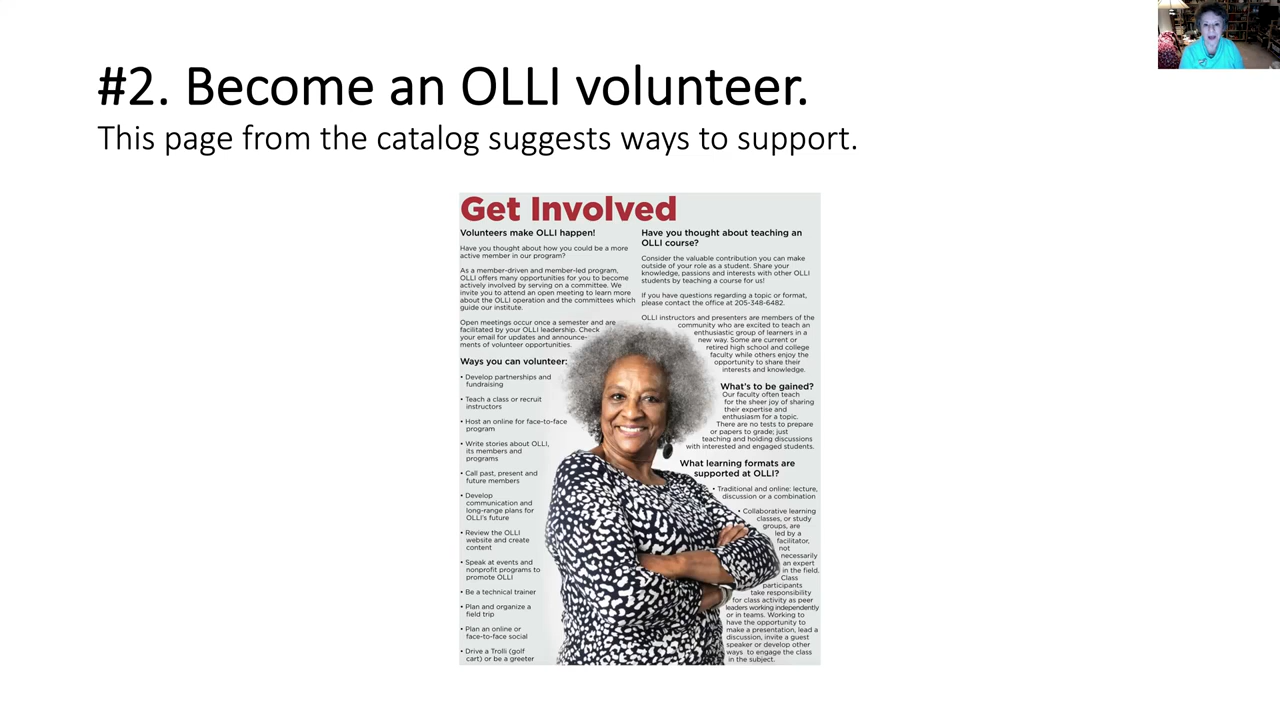 #2. Become an OLLI volunteer.
This page from the catalog suggests ways to support.
Get Involved
Volunteers make OLLI happen!
Have you thought about how you could be a more
active member in our program?
As a member-driven and member-led program,
OLLI offers many opportunities for you to become
actively involved by serving on a committee. We
invite you to attend an open meeting to learn more
about the OLLI operation and the committees which
guide our institute.
Open meetings occur once a semester and are
facilitated by your OLLI leadership. Check
your email for updates and announce-
ments of volunteer opportunities.
Ways you can volunteer:
• Develop partnerships and
fundraising
• Teach a class or recruit
instructors
• Host an online for face-to-face
program
• Write stories about OLLI,
its members and
programs
• Call past, present and
future members
• Develop
communication and
long-range plans for
OLLI's future
• Review the OLLI
website and create
content
• Speak at events and
nonprofit programs to
promote OLLI
• Be a technical trainer
• Plan and organize a
field trip
• Plan an online or
face-to-face social
• Drive a Trolli (golf
cart) or be a greeter
Have you thought about teaching an
OLLI course?
Consider the valuable contribution you can make
outside of your role as a student. Share your
knowledge, passions and interests with other OLLI
students by teaching a course for us!
If you have questions regarding a topic or format,
please contact the office at 205-348-6482.
OLLI instructors and presenters are members of the
community who are excited to teach an
enthusiastic group of learners in a
new way. Some are current or
retired high school and college
faculty while others enjoy the
opportunity to share their
interests and knowledge.
What's to be gained?
Our faculty often teach
for the sheer joy of sharing
their expertise and
enthusiasm for a topic.
There are no tests to prepare
or papers to grade; just
teaching and holding discussions
with interested and engaged students.
What learning formats are
supported at OLLI?
• Traditional and online: lecture,
discussion or a combination
• Collaborative learning
classes, or study
groups, are
led by a
facilitator,
not
necessarily
an expert
in the field.
Class
participants
take responsibility
for class activity as peer
leaders working independently
or in teams. Working to
have the opportunity to
make a presentation, lead a
discussion, invite a guest
speaker or develop other
ways to engage the class
in the subject.